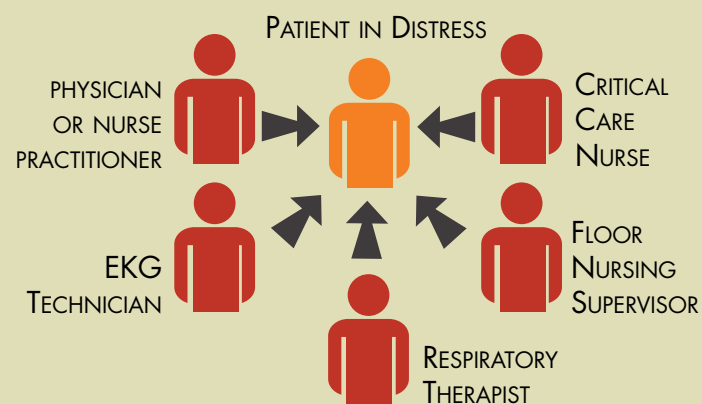 Patient in Distress
physician
or nurse
practitioner
Critical
Care
Nurse
EKG
Technician
Floor
Nursing
Supervisor
Respiratory
Therapist